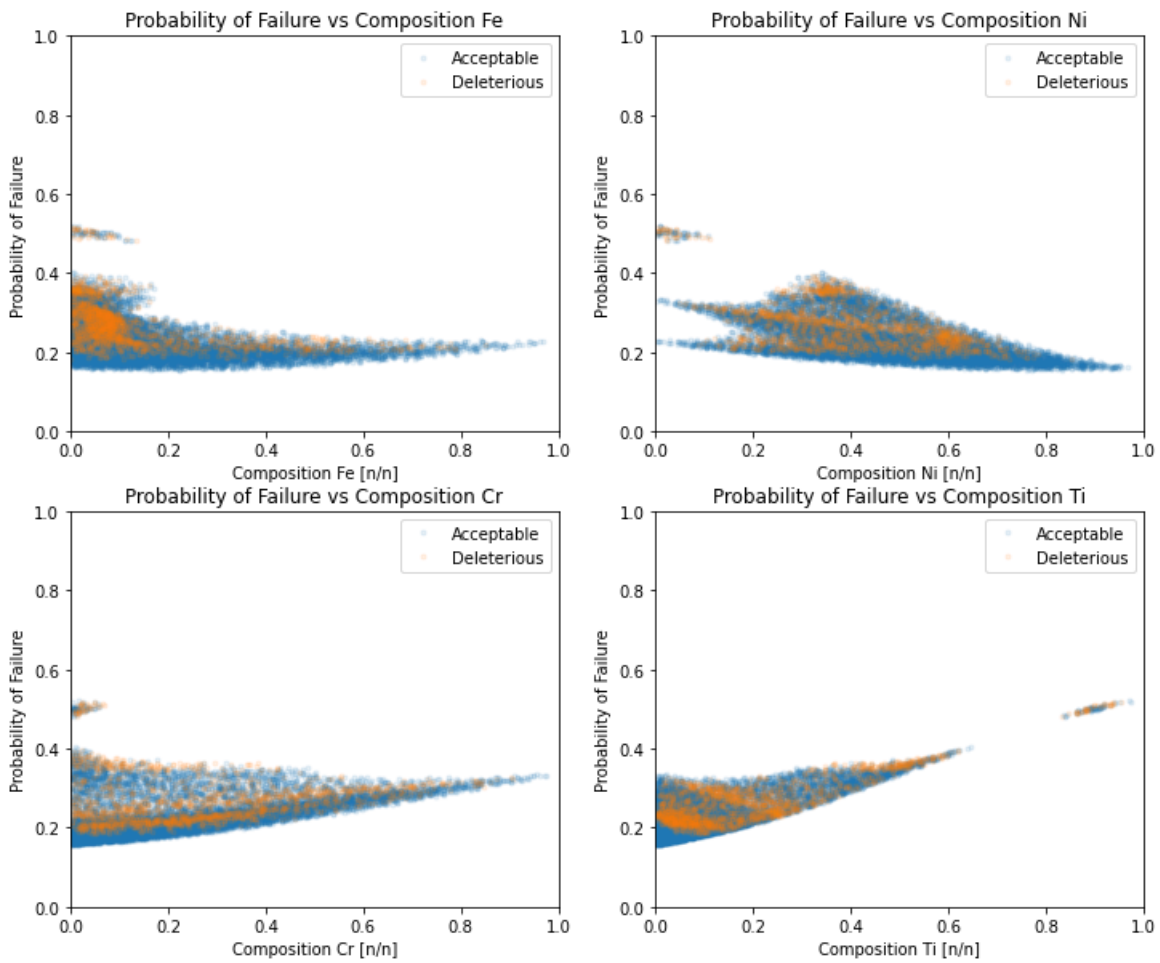 Probability of Failure vs Composition Fe
Probability of Failure
1.0
0.8
0.6
0.4
0.2
0.0
0.0 0.2 0.4 0.6 0.8 1.0
Composition Fe [n/n]
Acceptable
Deleterious
Probability of Failure vs Composition Ni
Probability of Failure
1.0
0.8
0.6
0.4
0.2
0.0
0.0 0.2 0.4 0.6 0.8 1.0
Composition Ni [n/n]
Acceptable
Deleterious
Probability of Failure vs Composition Cr
Probability of Failure
1.0
0.8
0.6
0.4
0.2
0.0
0.0 0.2 0.4 0.6 0.8 1.0
Composition Cr [n/n]
Acceptable
Deleterious
Probability of Failure vs Composition Ti
Probability of Failure
1.0
0.8
0.6
0.4
0.2
0.0
0.0 0.2 0.4 0.6 0.8 1.0
Composition Ti [n/n]
Acceptable
Deleterious